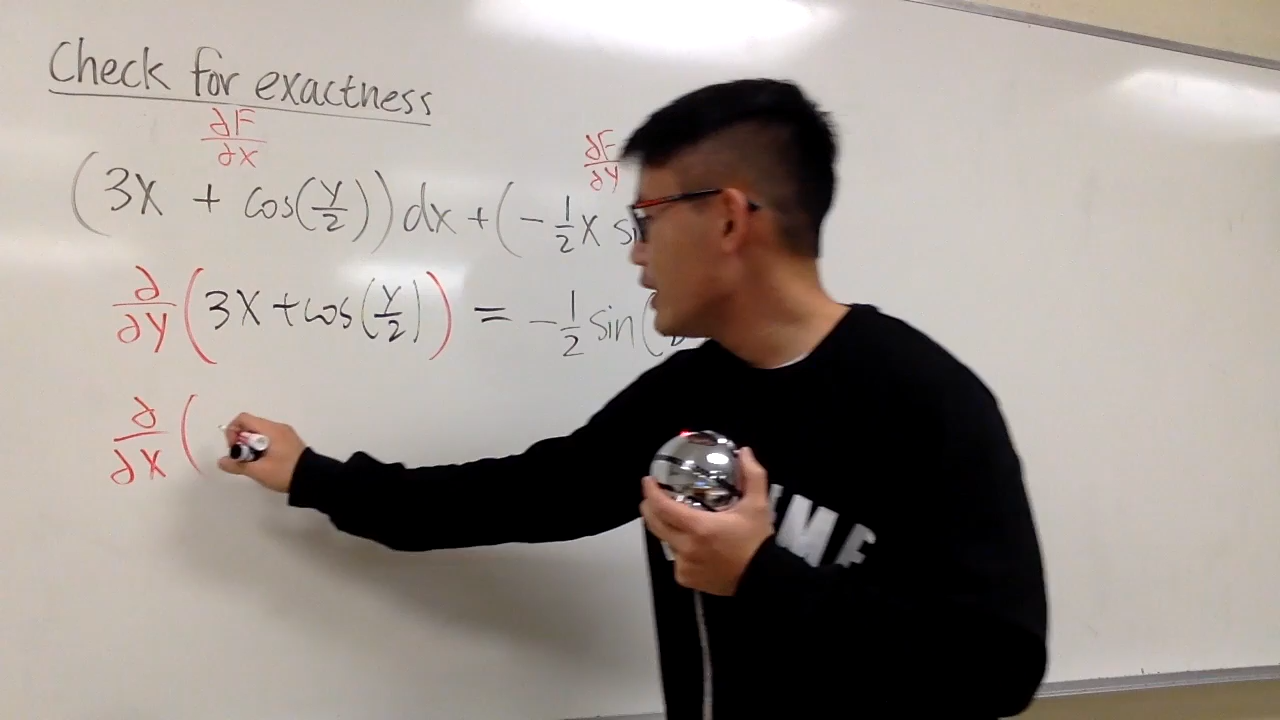 Check for exactness
∂F/∂x ∂F/∂y
(3x + cos(y/2)) dx + (-1/2 x
∂/∂y (3x + cos(y/2)) = -1/2 sin(
∂/∂x (